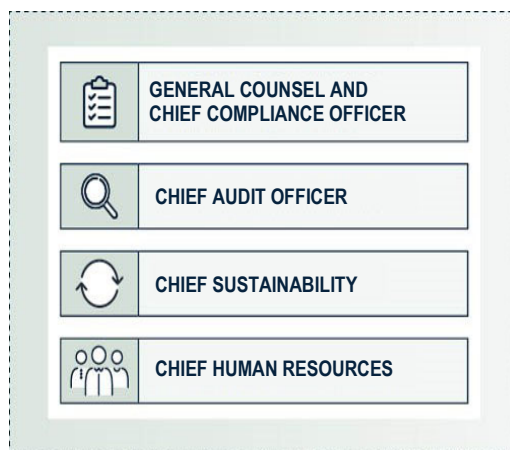 GENERAL COUNSEL AND
CHIEF COMPLIANCE OFFICER
CHIEF AUDIT OFFICER
CHIEF SUSTAINABILITY
CHIEF HUMAN RESOURCES